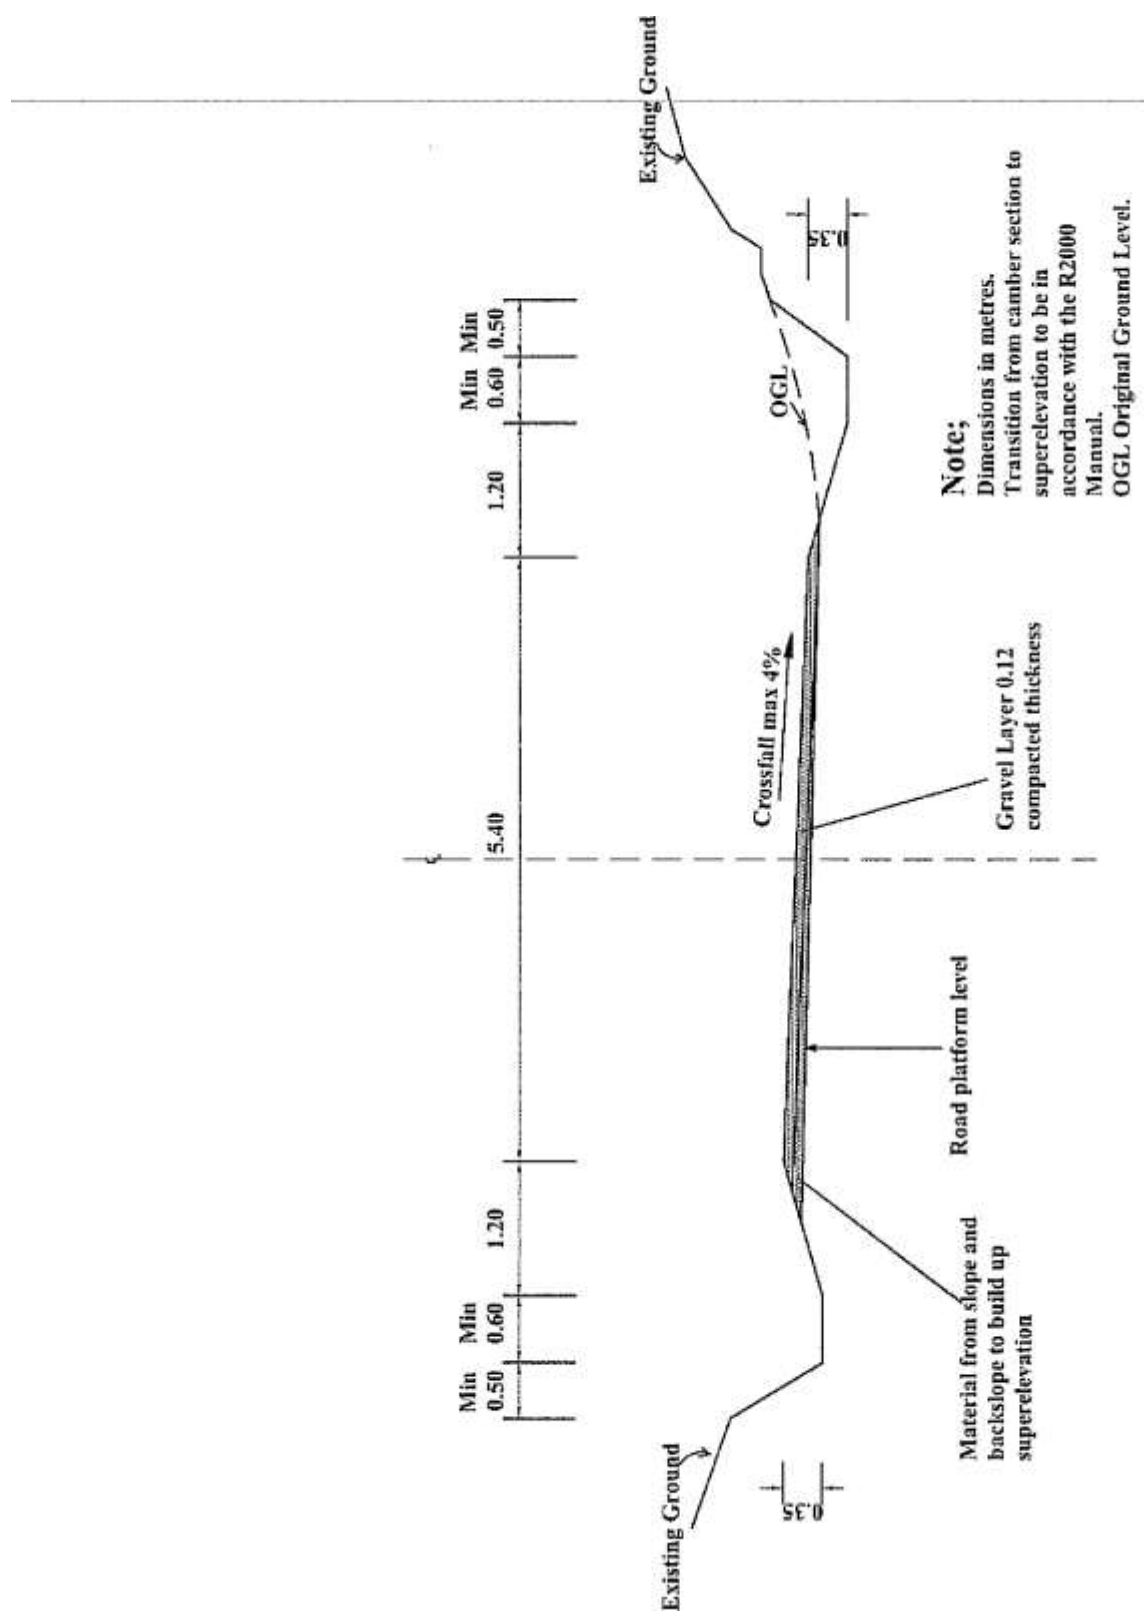 Min
0.50
Min
0.60
1.20
5.40
1.20
Min
0.60
Min
0.50
Existing Ground
Existing Ground
OGL
Crossfall max 4%
0.35
0.35
Material from slope and
backslope to build up
superelevation
Road platform level
Gravel Layer 0.12
compacted thickness
Note;
Dimensions in metres.
Transition from camber section to
superelevation to be in
accordance with the R2000
Manual.
OGL Original Ground Level.